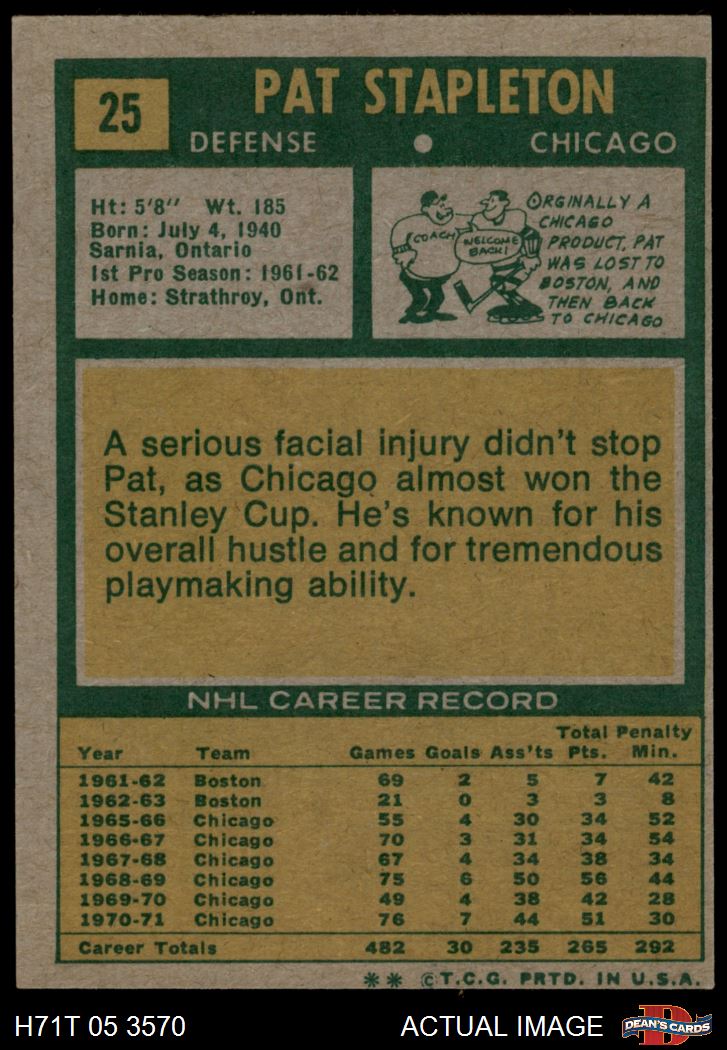 25
PAT STAPLETON
DEFENSE • CHICAGO
Ht: 5'8" Wt. 185
Born: July 4, 1940
Sarnia, Ontario
1st Pro Season: 1961-62
Home: Strathroy, Ont.
COACH
WELCOME
BACK!
ORGINALLY A
CHICAGO
PRODUCT, PAT
WAS LOST TO
BOSTON, AND
THEN BACK
TO CHICAGO
A serious facial injury didn't stop
Pat, as Chicago almost won the
Stanley Cup. He's known for his
overall hustle and for tremendous
playmaking ability.
NHL CAREER RECORD
Total Penalty
Year Team Games Goals Ass'ts Pts. Min.
1961-62 Boston 69 2 5 7 42
1962-63 Boston 21 0 3 3 8
1965-66 Chicago 55 4 30 34 52
1966-67 Chicago 70 3 31 34 54
1967-68 Chicago 67 4 34 38 34
1968-69 Chicago 75 6 50 56 44
1969-70 Chicago 49 4 38 42 28
1970-71 Chicago 76 7 44 51 30
Career Totals 482 30 235 265 292
** ©T.C.G. PRTD. IN U.S.A.
H71T 05 3570 ACTUAL IMAGE
D
DEAN'S CARDS